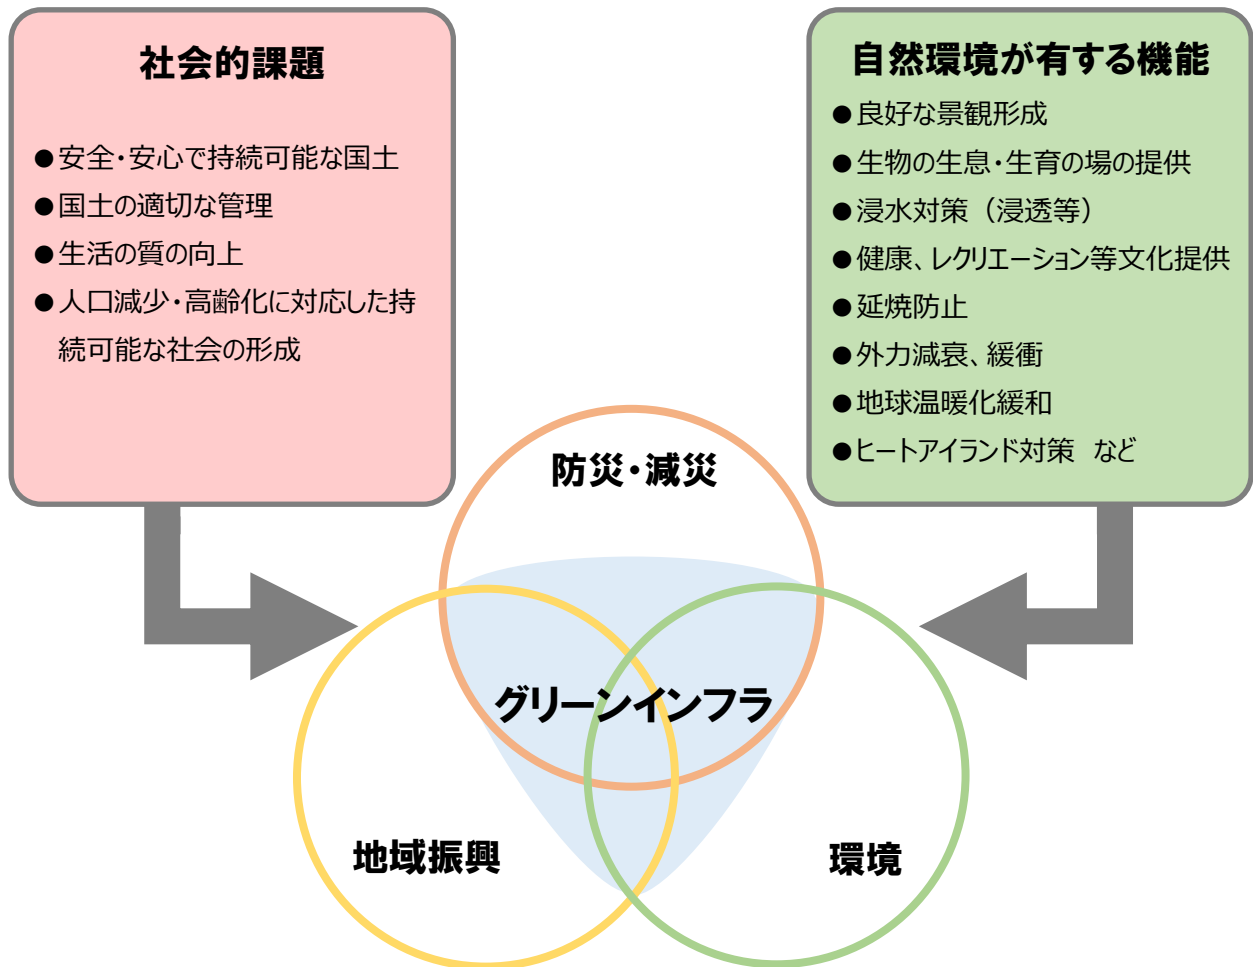 社会的課題
●安全・安心で持続可能な国土
●国土の適切な管理
●生活の質の向上
●人口減少・高齢化に対応した持
続可能な社会の形成
自然環境が有する機能
●良好な景観形成
●生物の生息・生育の場の提供
●浸水対策（浸透等）
●健康、レクリエーション等文化提供
●延焼防止
●外力減衰、緩衝
●地球温暖化緩和
●ヒートアイランド対策　など
防災・減災
グリーンインフラ
地域振興
環境